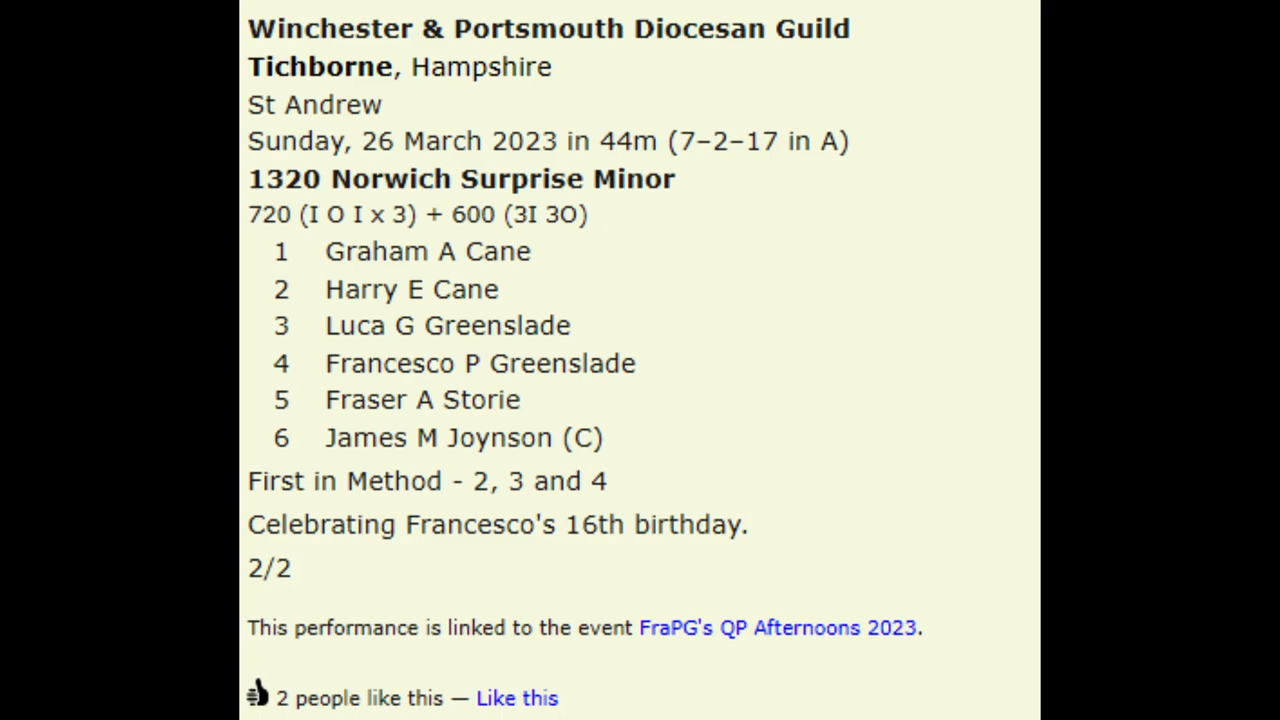 Winchester & Portsmouth Diocesan Guild
Tichborne, Hampshire
St Andrew
Sunday, 26 March 2023 in 44m (7–2–17 in A)
1320 Norwich Surprise Minor
720 (I O I x 3) + 600 (3I 3O)
1 Graham A Cane
2 Harry E Cane
3 Luca G Greenslade
4 Francesco P Greenslade
5 Fraser A Storie
6 James M Joynson (C)
First in Method - 2, 3 and 4
Celebrating Francesco's 16th birthday.
2/2
This performance is linked to the event FraPG's QP Afternoons 2023.
2 people like this — Like this